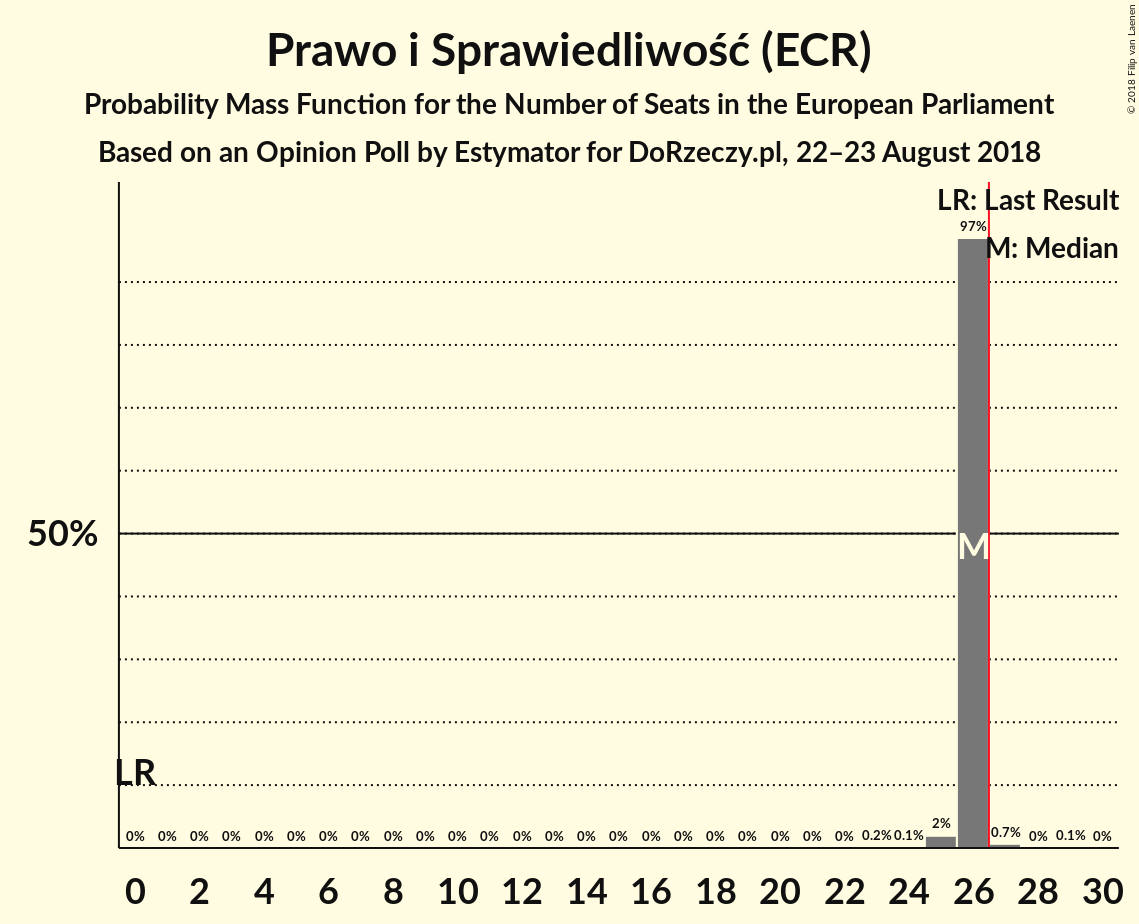 Prawo i Sprawiedliwość (ECR)
Probability Mass Function for the Number of Seats in the European Parliament
Based on an Opinion Poll by Estymator for DoRzeczy.pl, 22–23 August 2018
© 2018 Filip van Laenen
LR: Last Result
97%
M: Median
50%
M
LR
0% 0% 0% 0% 0% 0% 0% 0% 0% 0% 0% 0% 0% 0% 0% 0% 0% 0% 0% 0% 0% 0% 0% 0.2% 0.1% 2% 0.7% 0% 0.1% 0%
0 2 4 6 8 10 12 14 16 18 20 22 24 26 28 30